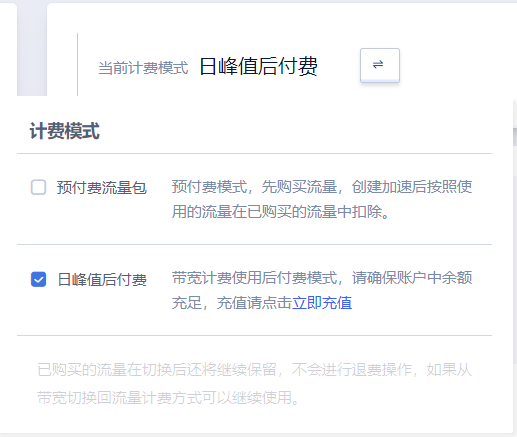 当前计费模式 日峰值后付费
计费模式
预付费流量包 预付费模式，先购买流量，创建加速后按照使
用的流量在已购买的流量中扣除。
日峰值后付费 带宽计费使用后付费模式，请确保账户中余额
充足，充值请点击立即充值
已购买的流量在切换后还将继续保留，不会进行退费操作，如果从
带宽切换回流量计费方式可以继续使用。